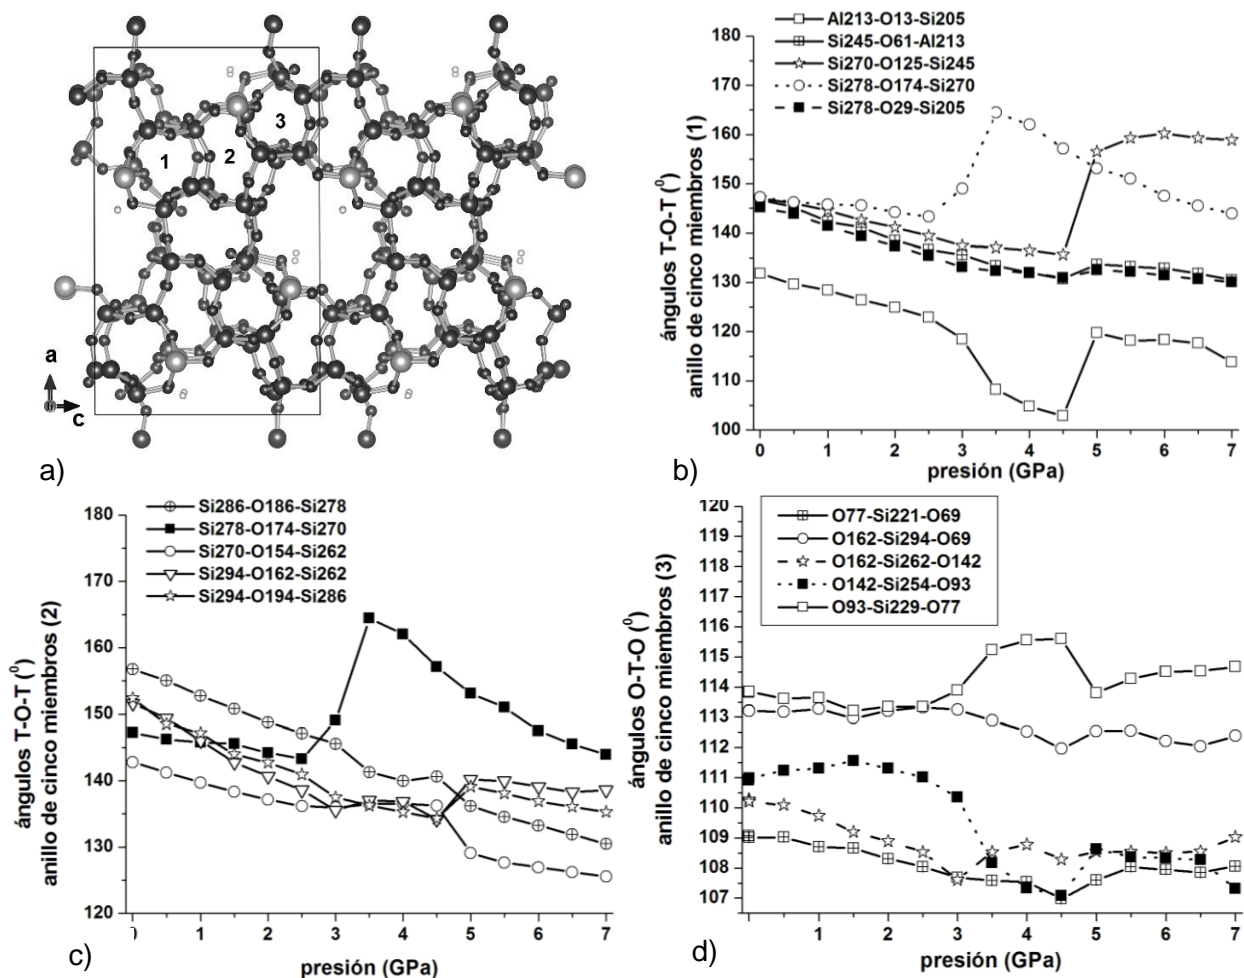 1
2
3
a
c
a)
Al213-O13-Si205
Si245-O61-Al213
Si270-O125-Si245
Si278-O174-Si270
Si278-O29-Si205
ángulos T-O-T (⁰)
anillo de cinco miembros (1)
180
170
160
150
140
130
120
110
100
0 1 2 3 4 5 6 7
presión (GPa)
b)
Si286-O186-Si278
Si278-O174-Si270
Si270-O154-Si262
Si294-O162-Si262
Si294-O194-Si286
ángulos T-O-T (⁰)
anillo de cinco miembros (2)
180
170
160
150
140
130
120
0 1 2 3 4 5 6 7
presión (GPa)
c)
O77-Si221-O69
O162-Si294-O69
O162-Si262-O142
O142-Si254-O93
O93-Si229-O77
ángulos O-T-O (⁰)
anillo de cinco miembros (3)
120
119
118
117
116
115
114
113
112
111
110
109
108
107
1 2 3 4 5 6 7
presión (GPa)
d)